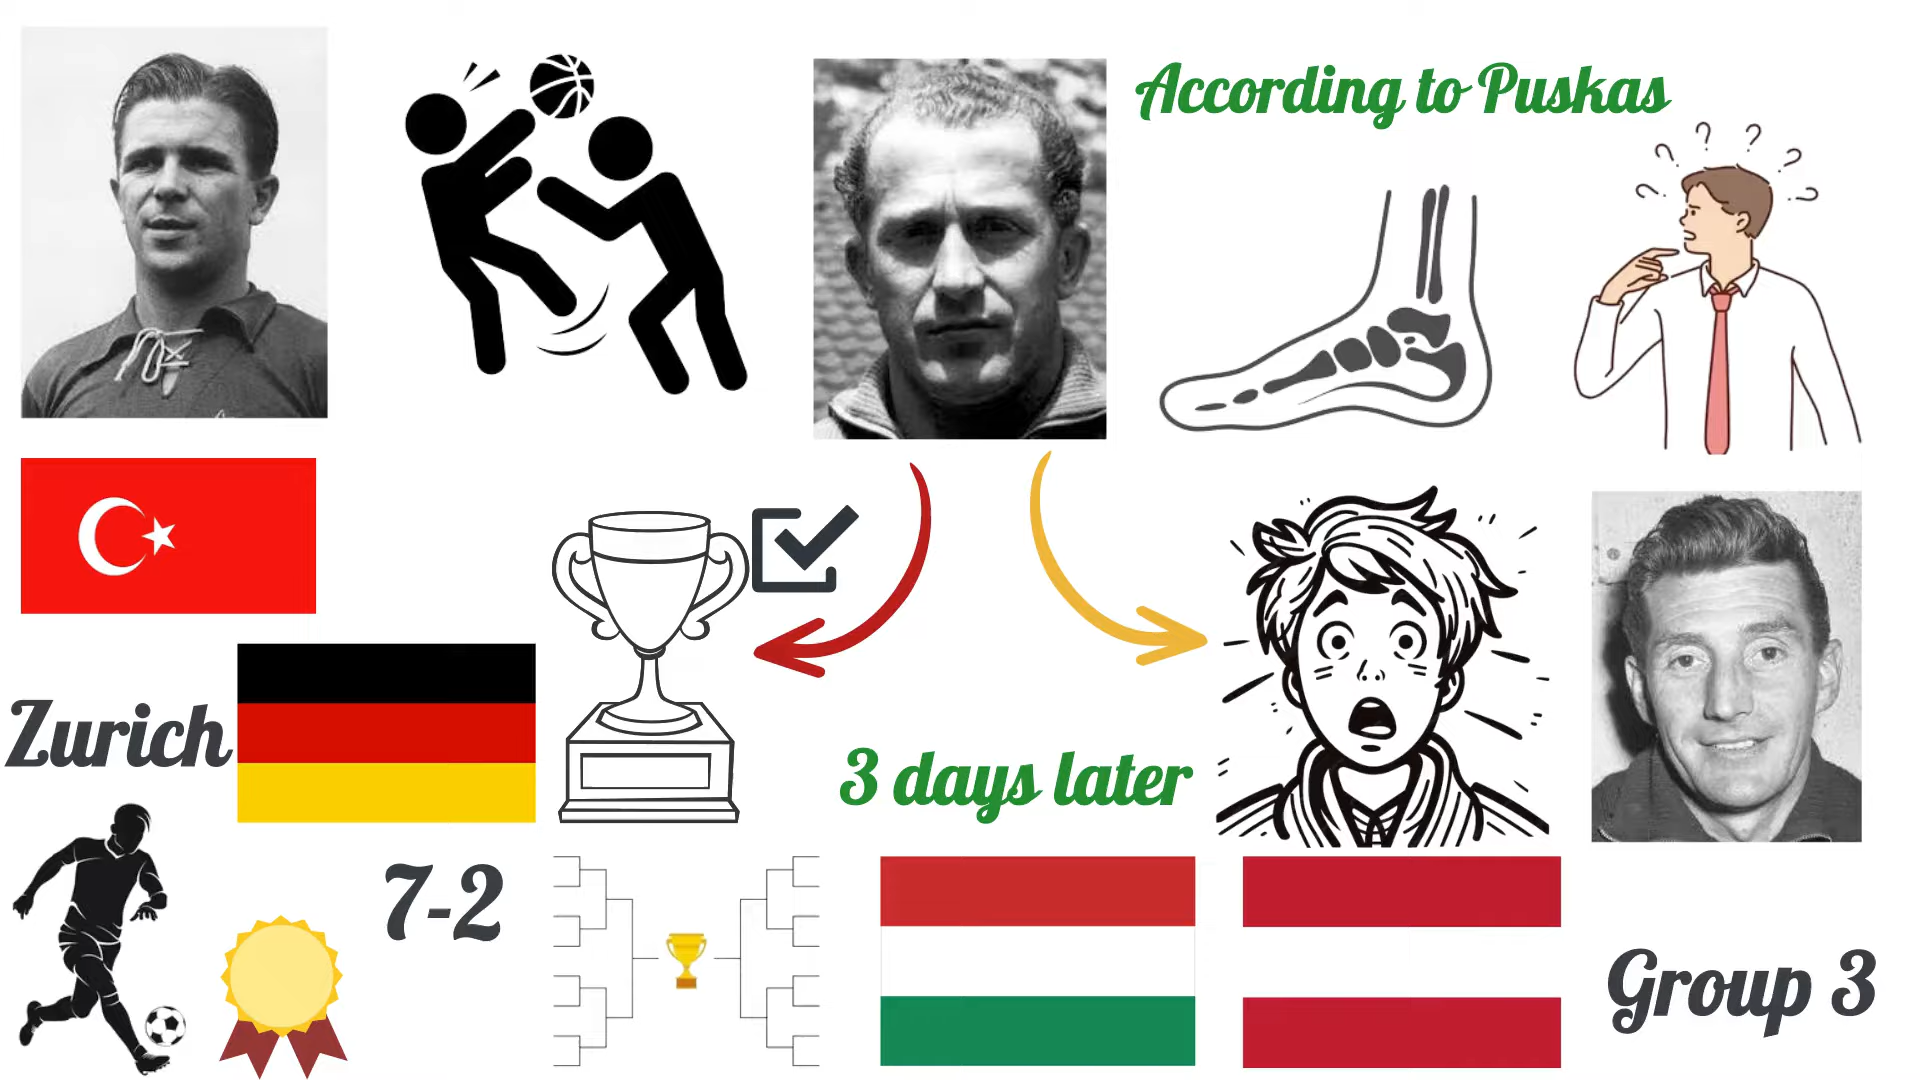 According to Puskas
Zurich
3 days later
7-2
Group 3